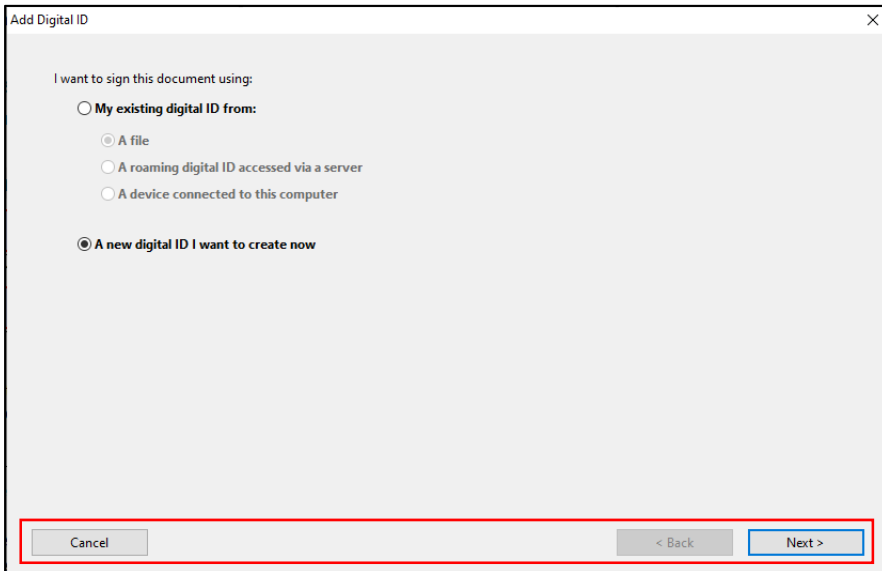 Add Digital ID
I want to sign this document using:
My existing digital ID from:
A file
A roaming digital ID accessed via a server
A device connected to this computer
A new digital ID I want to create now
Cancel
< Back
Next >